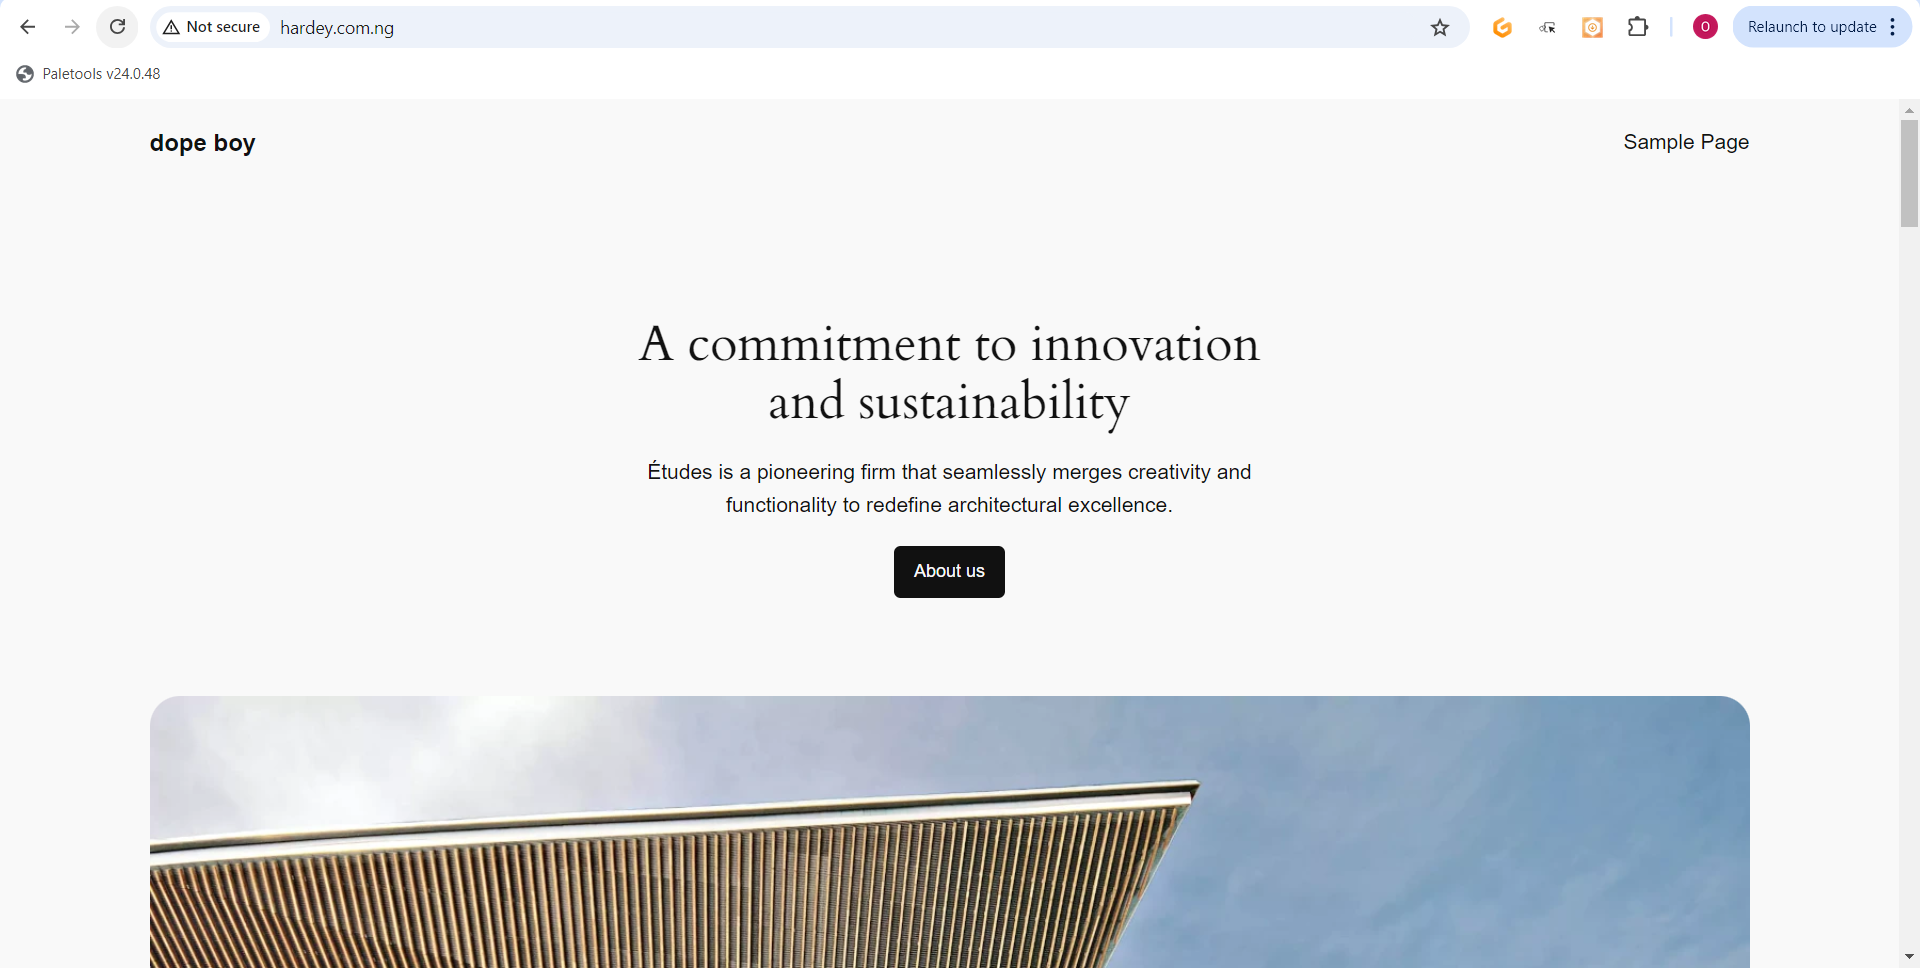 Not secure
hardey.com.ng
O
Relaunch to update
Paletools v24.0.48
dope boy
Sample Page
A commitment to innovation
and sustainability
Études is a pioneering firm that seamlessly merges creativity and
functionality to redefine architectural excellence.
About us